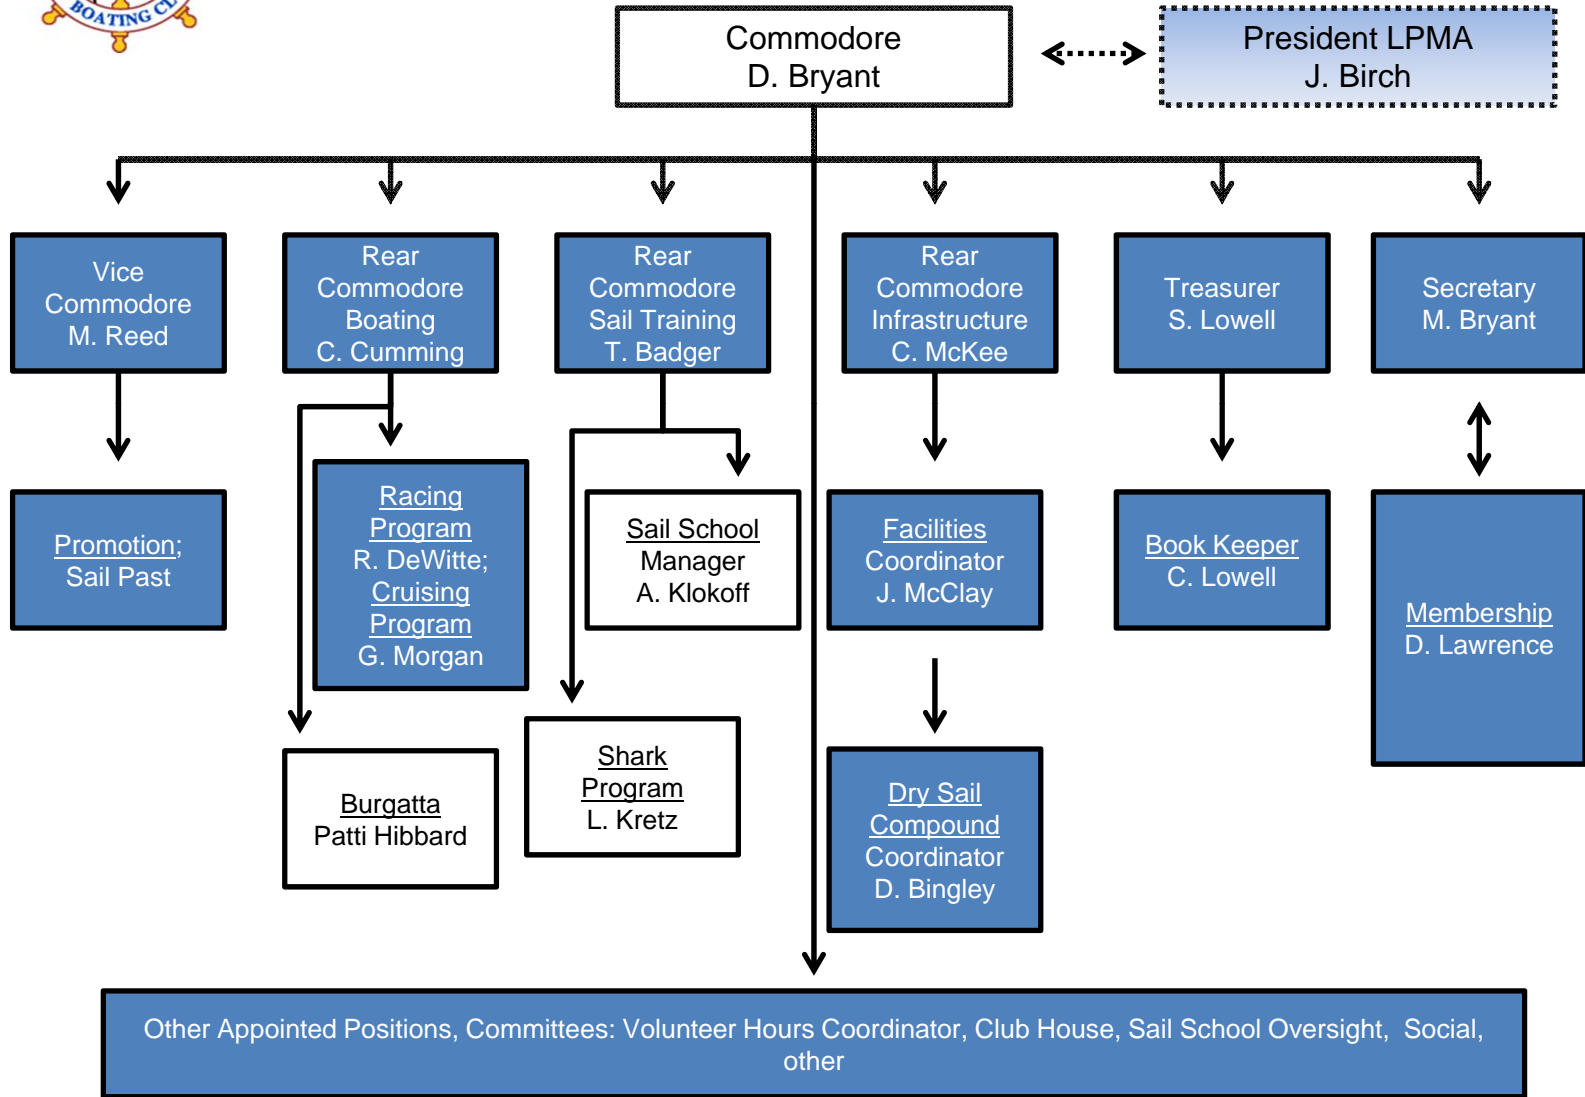 BOATING CL
Commodore
D. Bryant
President LPMA
J. Birch
Vice
Commodore
M. Reed
Rear
Commodore
Boating
C. Cumming
Rear
Commodore
Sail Training
T. Badger
Rear
Commodore
Infrastructure
C. McKee
Treasurer
S. Lowell
Secretary
M. Bryant
Promotion;
Sail Past
Racing
Program
R. DeWitte;
Cruising
Program
G. Morgan
Sail School
Manager
A. Klokoff
Facilities
Coordinator
J. McClay
Book Keeper
C. Lowell
Membership
D. Lawrence
Burgatta
Patti Hibbard
Shark
Program
L. Kretz
Dry Sail
Compound
Coordinator
D. Bingley
Other Appointed Positions, Committees: Volunteer Hours Coordinator, Club House, Sail School Oversight,  Social,
other